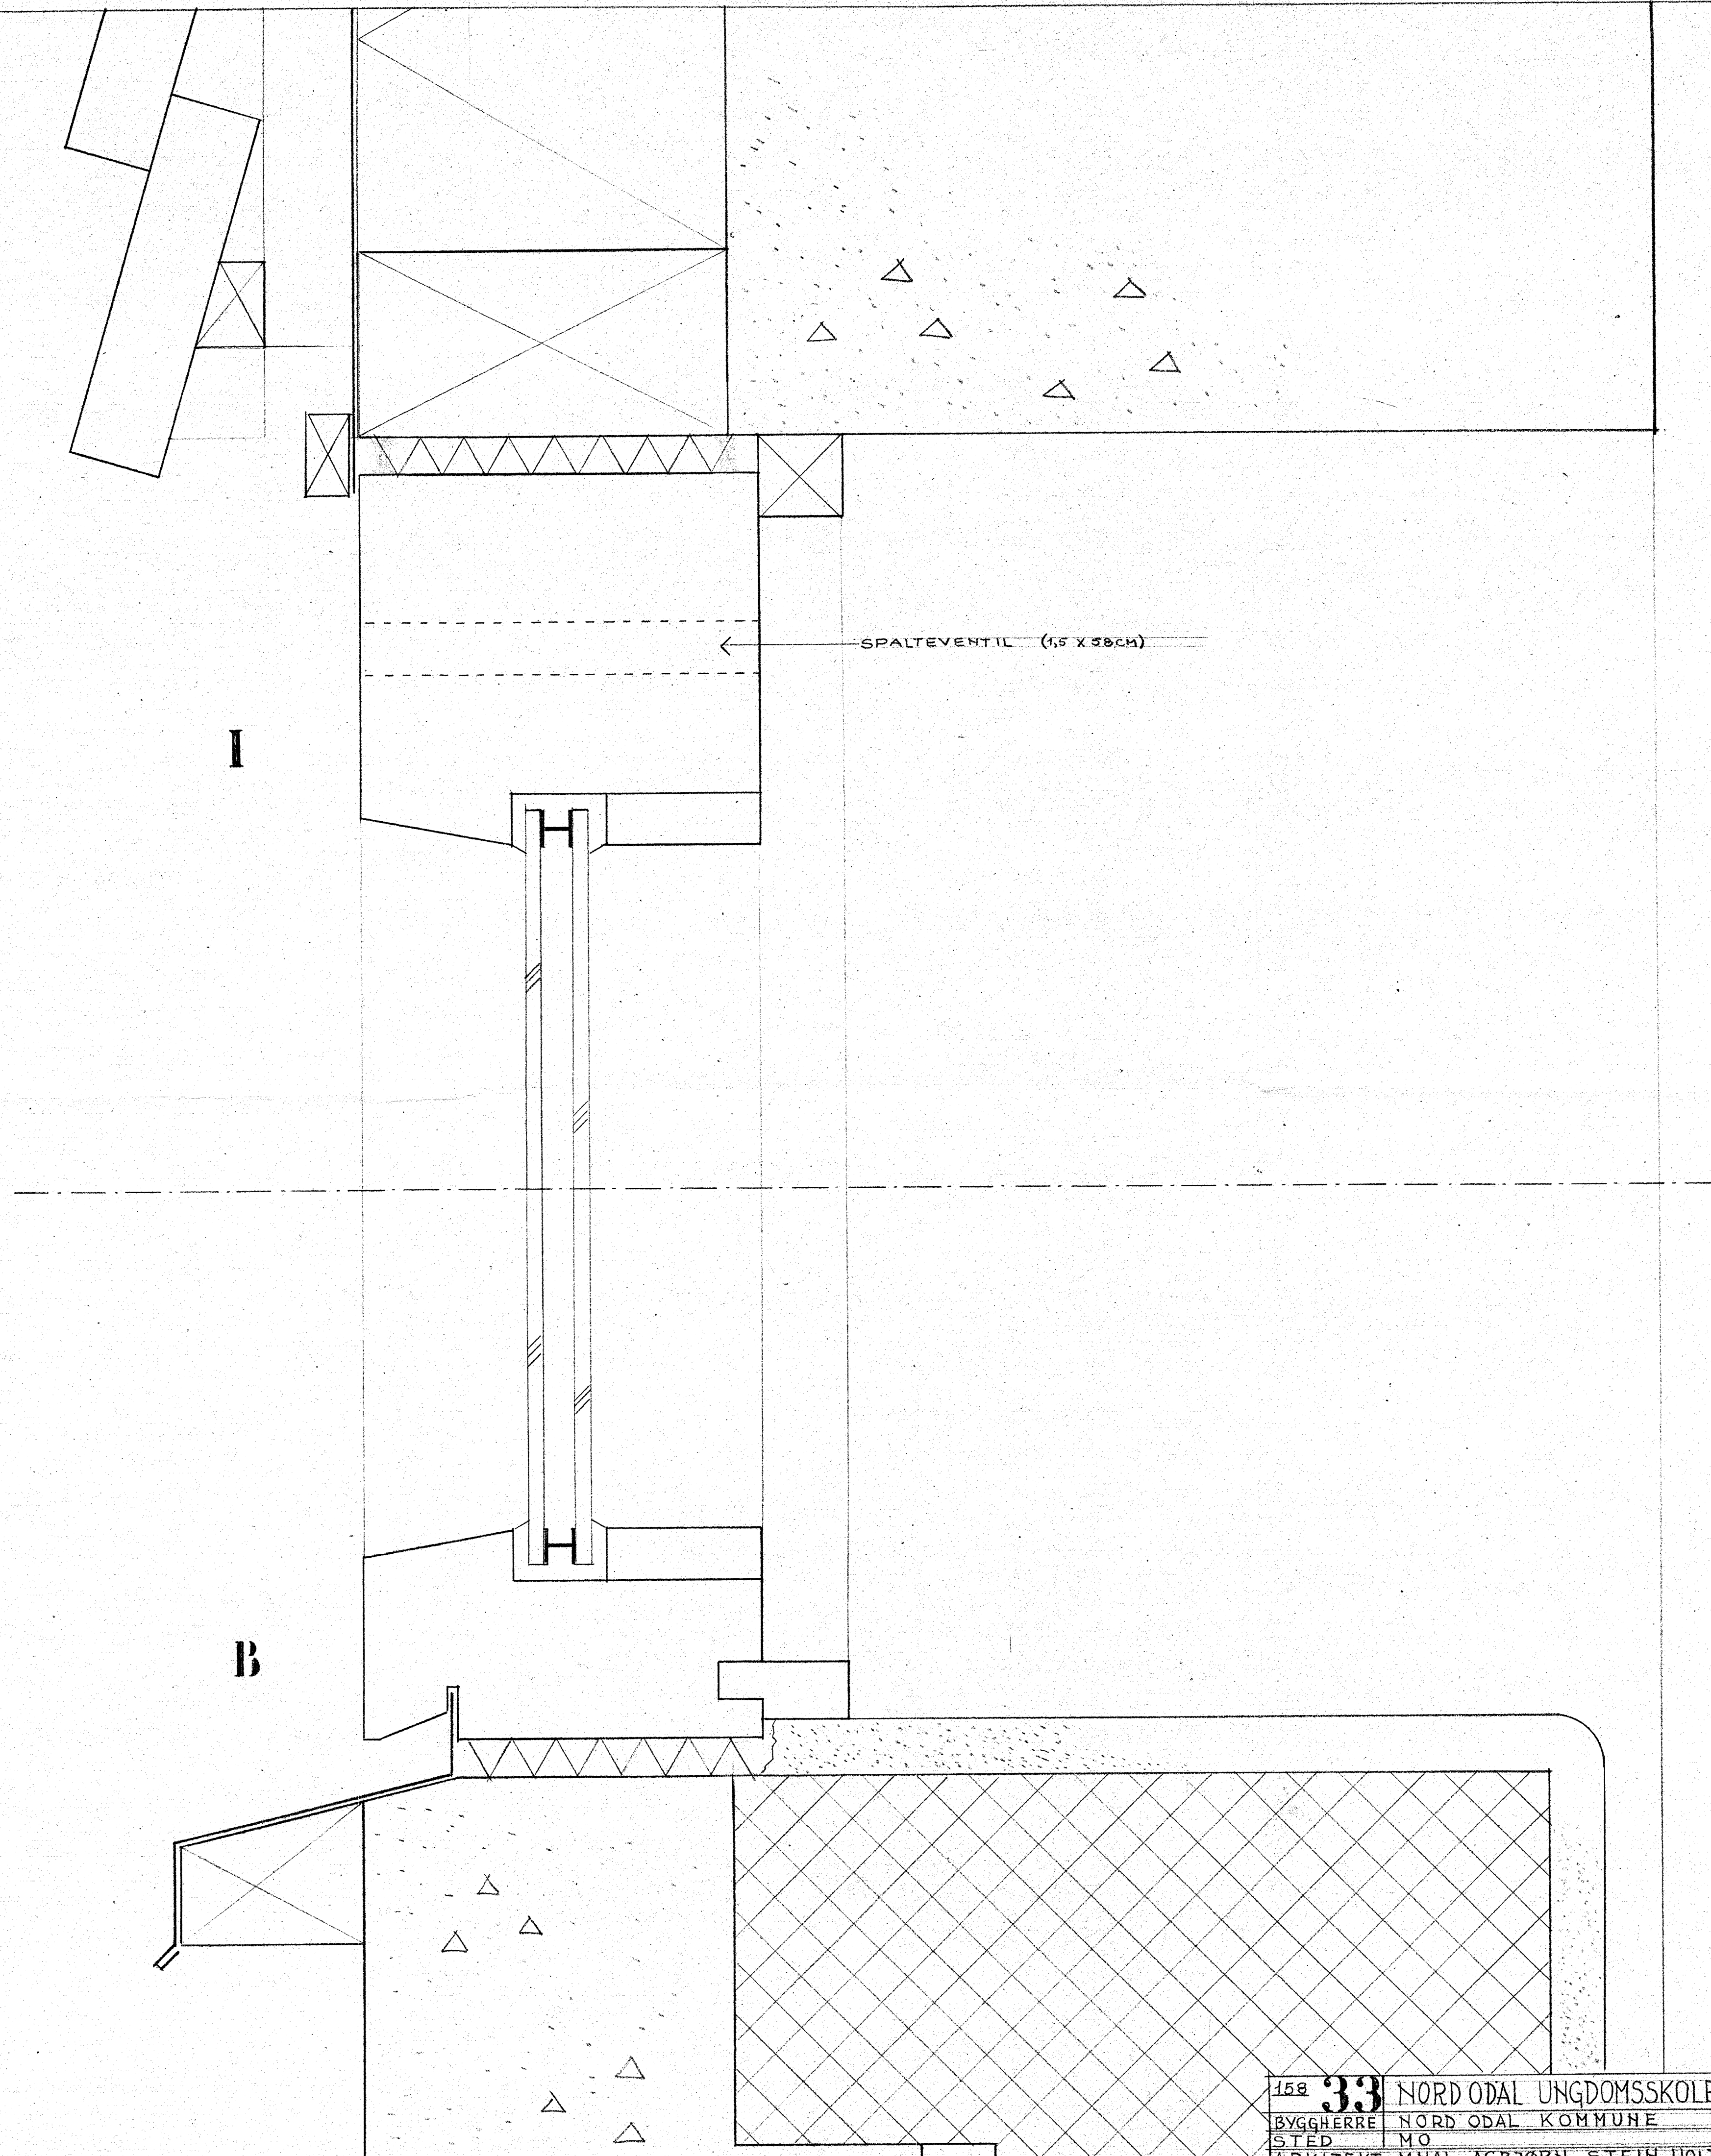 SPALTEVENTIL (1,5 X 58CM)
I
B
158 33 NORD ODAL UNGDOMSSKOLE
BYGGHERRE NORD ODAL KOMMUNE
STED MO